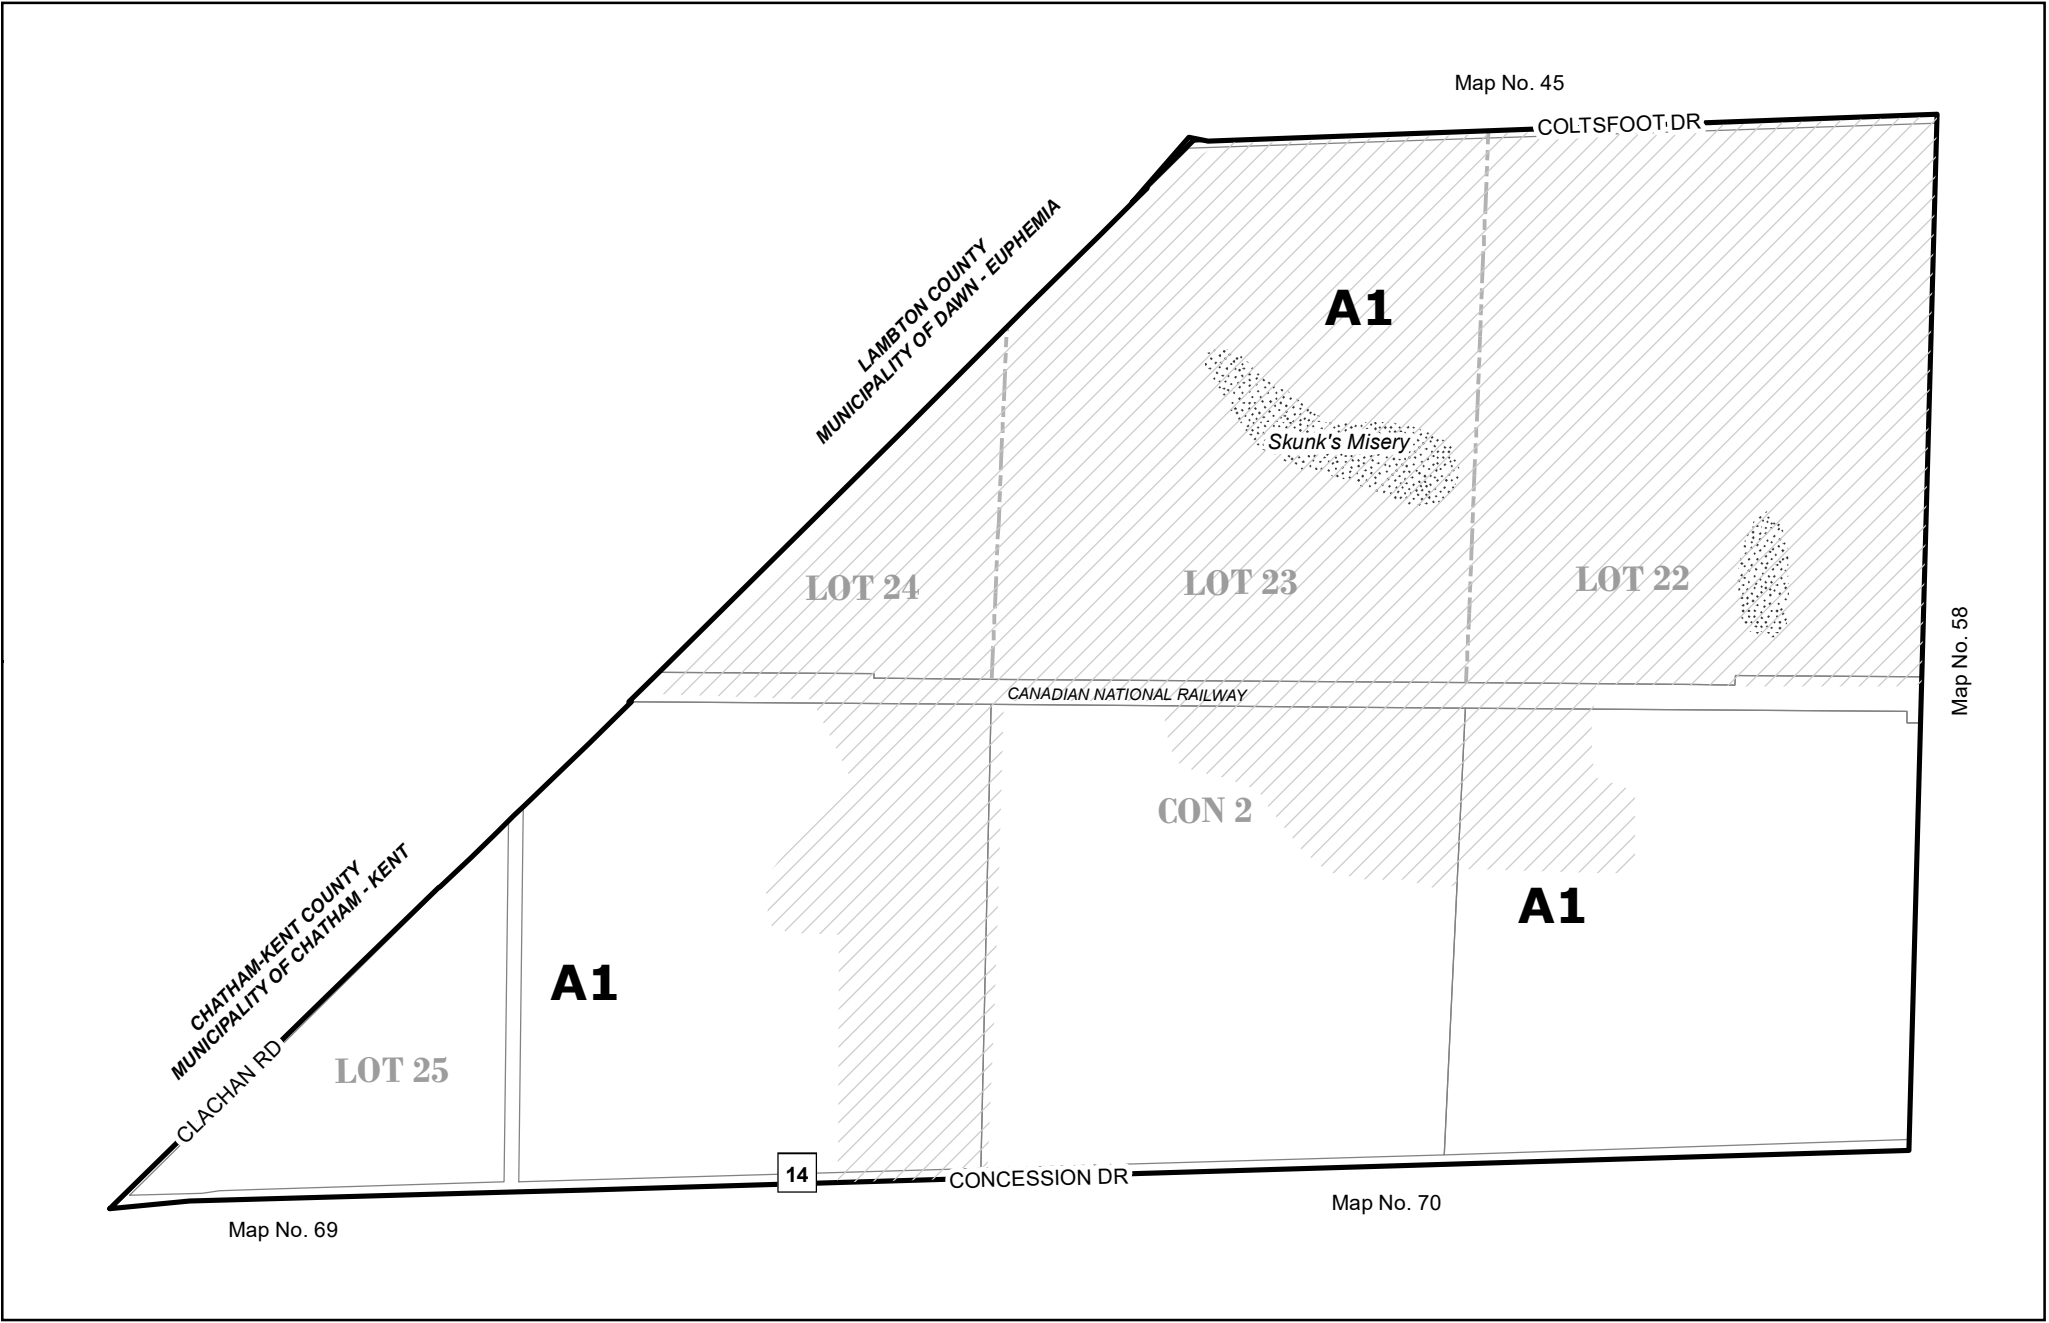 Map No. 45
COLTSFOOT DR
LAMBTON COUNTY
MUNICIPALITY OF DAWN - EUPHEMIA
A1
Skunk's Misery
LOT 24
LOT 23
LOT 22
Map No. 58
CANADIAN NATIONAL RAILWAY
CON 2
CHATHAM-KENT COUNTY
MUNICIPALITY OF CHATHAM - KENT
A1
A1
CLACHAN RD
LOT 25
14
CONCESSION DR
Map No. 69
Map No. 70